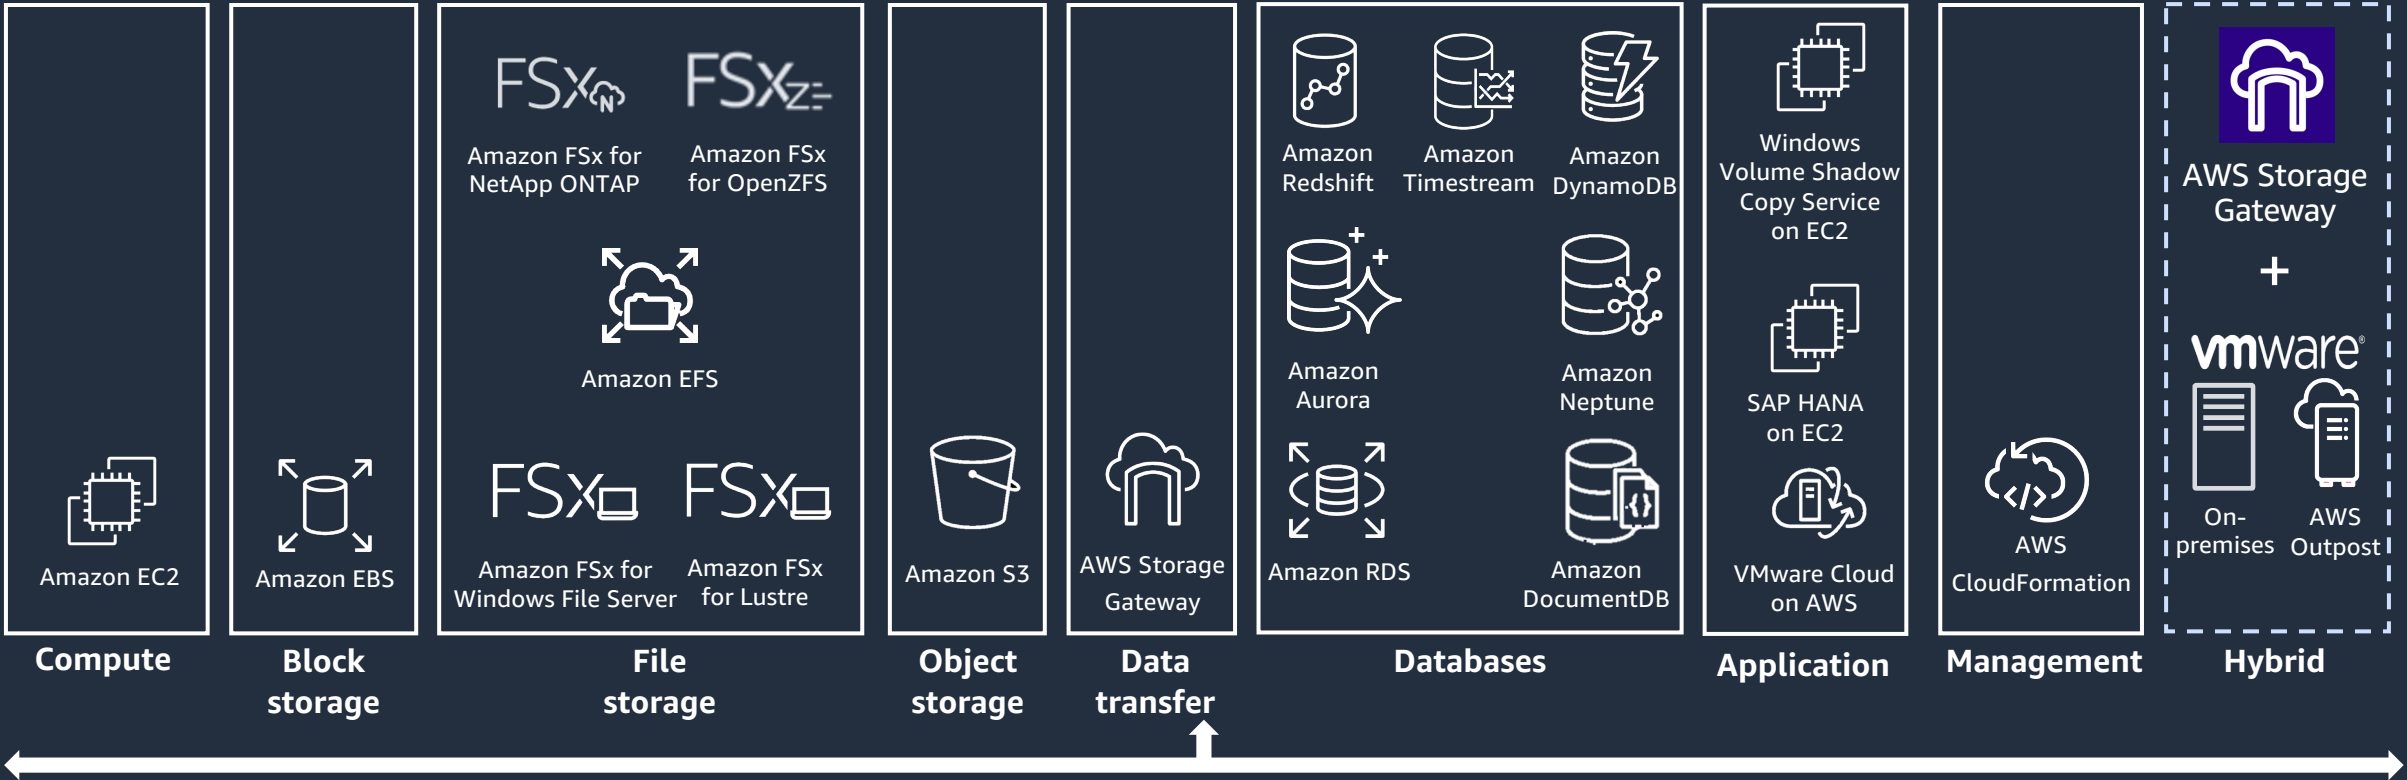 Amazon EC2
Compute
Amazon EBS
Block
storage
FSx N
Amazon FSx for
NetApp ONTAP
FSx Z
Amazon FSx
for OpenZFS
Amazon EFS
FSx
Amazon FSx for
Windows File Server
FSx
Amazon FSx
for Lustre
File
storage
Amazon S3
Object
storage
AWS Storage
Gateway
Data
transfer
Amazon
Redshift
Amazon
Timestream
Amazon
DynamoDB
Amazon
Aurora
Amazon
Neptune
Amazon RDS
Amazon
DocumentDB
Databases
Windows
Volume Shadow
Copy Service
on EC2
SAP HANA
on EC2
VMware Cloud
on AWS
Application
</>
AWS
CloudFormation
Management
AWS Storage
Gateway
+
vmware®
On-
premises
AWS
Outpost
Hybrid